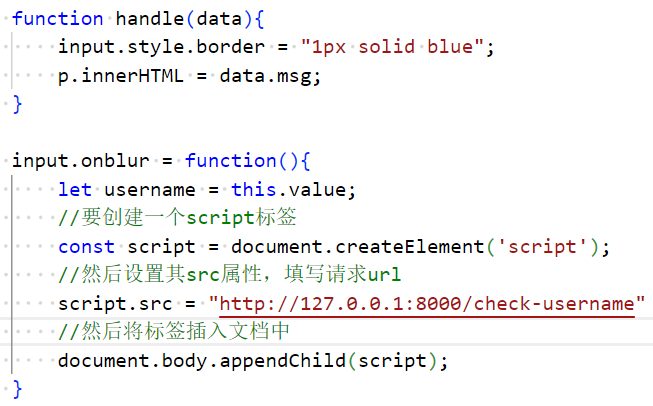 function handle(data){
    input.style.border = "1px solid blue";
    p.innerHTML = data.msg;
}

input.onblur = function(){
    let username = this.value;
    //要创建一个script标签
    const script = document.createElement('script');
    //然后设置其src属性，填写请求url
    script.src = "http://127.0.0.1:8000/check-username"
    //然后将标签插入文档中
    document.body.appendChild(script);
}